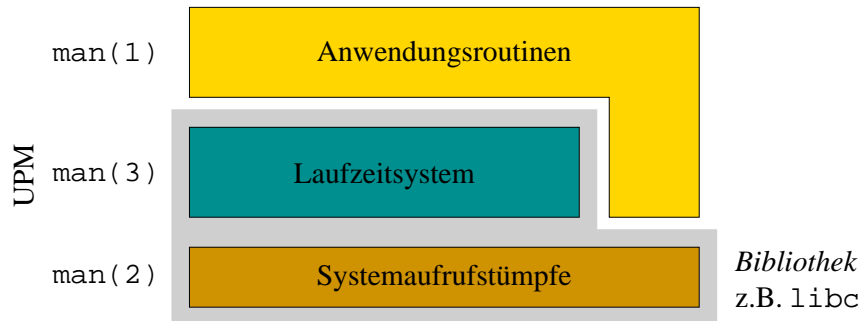 man(1)
Anwendungsroutinen
UPM
man(3)
Laufzeitsystem
man(2)
Systemaufrufstümpfe
Bibliothek
z.B. libc